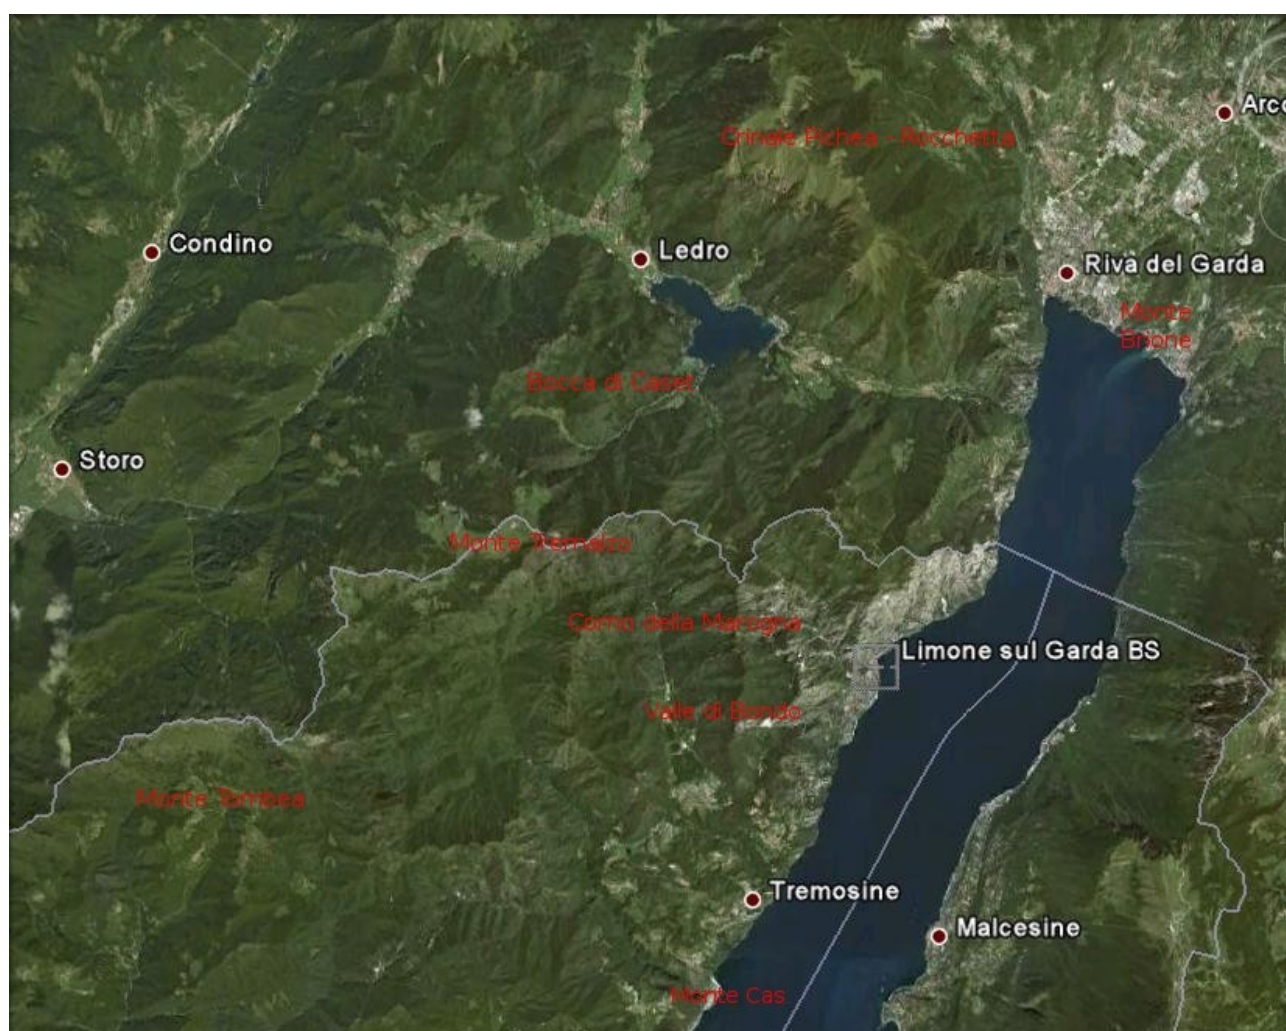 Arco
Crinale Pichea - Rocchetta
Condino
Ledro
Riva del Garda
Monte
Brione
Bocca di Caset
Storo
Monte Tremalzo
Corno della Marogna
Limone sul Garda BS
Valle di Bondo
Monte Tombea
Tremosine
Malcesine
Monte Cas